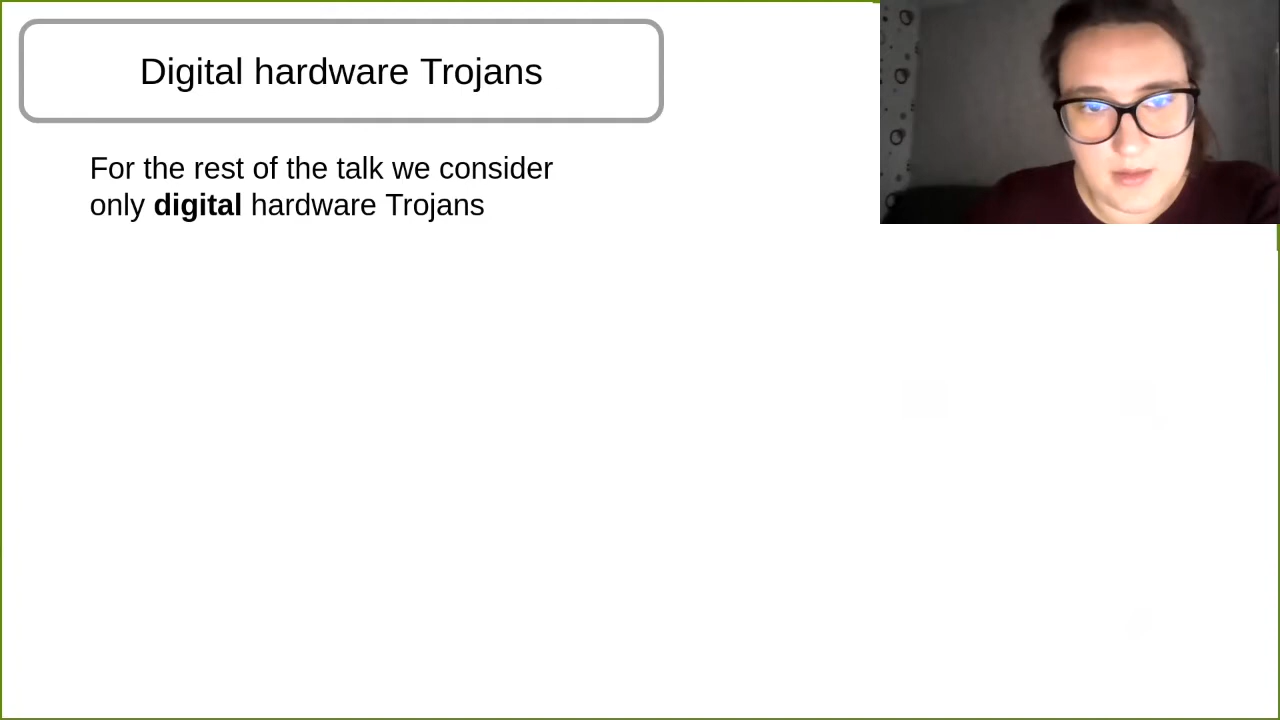 Digital hardware Trojans
For the rest of the talk we consider
only digital hardware Trojans